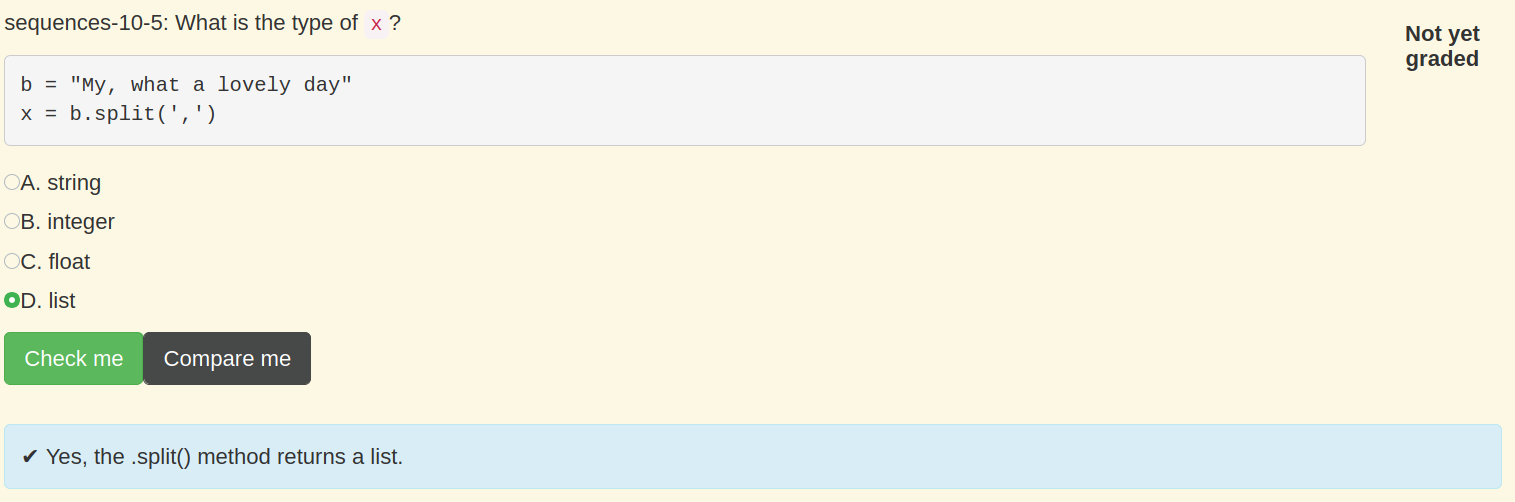 sequences-10-5: What is the type of x?
Not yet
graded
b = "My, what a lovely day"
x = b.split(',')
A. string
B. integer
C. float
D. list
Check me Compare me
✔ Yes, the .split() method returns a list.